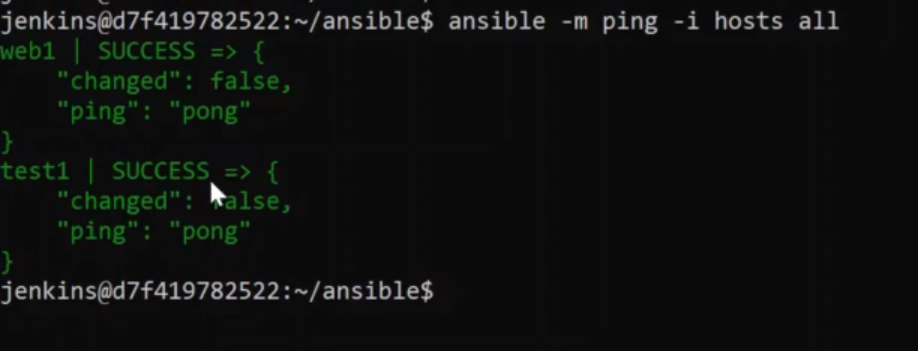 jenkins@d7f419782522:~/ansible$ ansible -m ping -i hosts all
web1 | SUCCESS => {
    "changed": false,
    "ping": "pong"
}
test1 | SUCCESS => {
    "changed": false,
    "ping": "pong"
}
jenkins@d7f419782522:~/ansible$